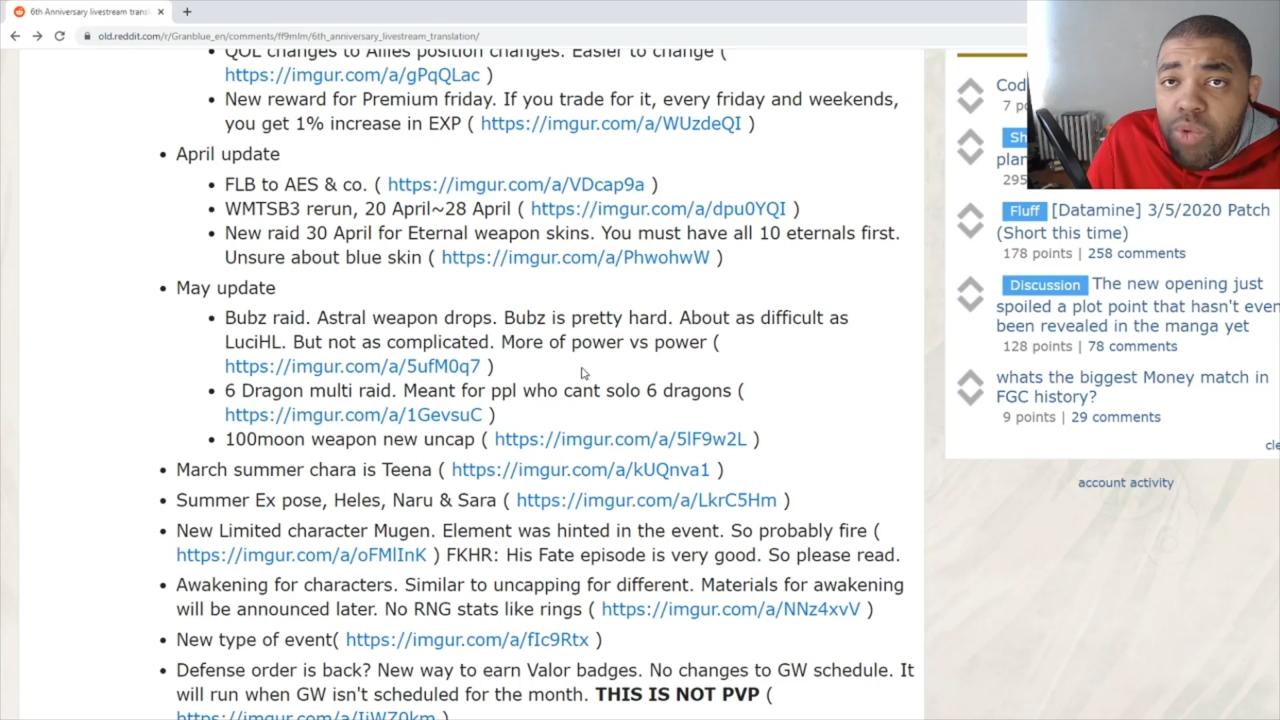 6th Anniversary livestream transl
old.reddit.com/r/Granblue_en/comments/ff9mlm/6th_anniversary_livestream_translation/
QOL changes to Allies position changes. Easier to change (
https://imgur.com/a/gPqQLac )
New reward for Premium friday. If you trade for it, every friday and weekends,
you get 1% increase in EXP ( https://imgur.com/a/WUzdeQI )
April update
FLB to AES & co. ( https://imgur.com/a/VDcap9a )
WMTSB3 rerun, 20 April~28 April ( https://imgur.com/a/dpu0YQI )
New raid 30 April for Eternal weapon skins. You must have all 10 eternals first.
Unsure about blue skin ( https://imgur.com/a/PhwohwW )
May update
Bubz raid. Astral weapon drops. Bubz is pretty hard. About as difficult as
LuciHL. But not as complicated. More of power vs power (
https://imgur.com/a/5ufM0q7 )
6 Dragon multi raid. Meant for ppl who cant solo 6 dragons (
https://imgur.com/a/1GevsuC )
100moon weapon new uncap ( https://imgur.com/a/5lF9w2L )
March summer chara is Teena ( https://imgur.com/a/kUQnva1 )
Summer Ex pose, Heles, Naru & Sara ( https://imgur.com/a/LkrC5Hm )
New Limited character Mugen. Element was hinted in the event. So probably fire (
https://imgur.com/a/oFMlInK ) FKHR: His Fate episode is very good. So please read.
Awakening for characters. Similar to uncapping for different. Materials for awakening
will be announced later. No RNG stats like rings ( https://imgur.com/a/NNz4xvV )
New type of event( https://imgur.com/a/fIc9Rtx )
Defense order is back? New way to earn Valor badges. No changes to GW schedule. It
will run when GW isn't scheduled for the month. THIS IS NOT PVP (
https://imgur.com/a/IjWZ0km )
Cod
7 po
Sh
plan
295
Fluff [Datamine] 3/5/2020 Patch
(Short this time)
178 points | 258 comments
Discussion The new opening just
spoiled a plot point that hasn't even
been revealed in the manga yet
128 points | 78 comments
whats the biggest Money match in
FGC history?
9 points | 29 comments
cle
account activity